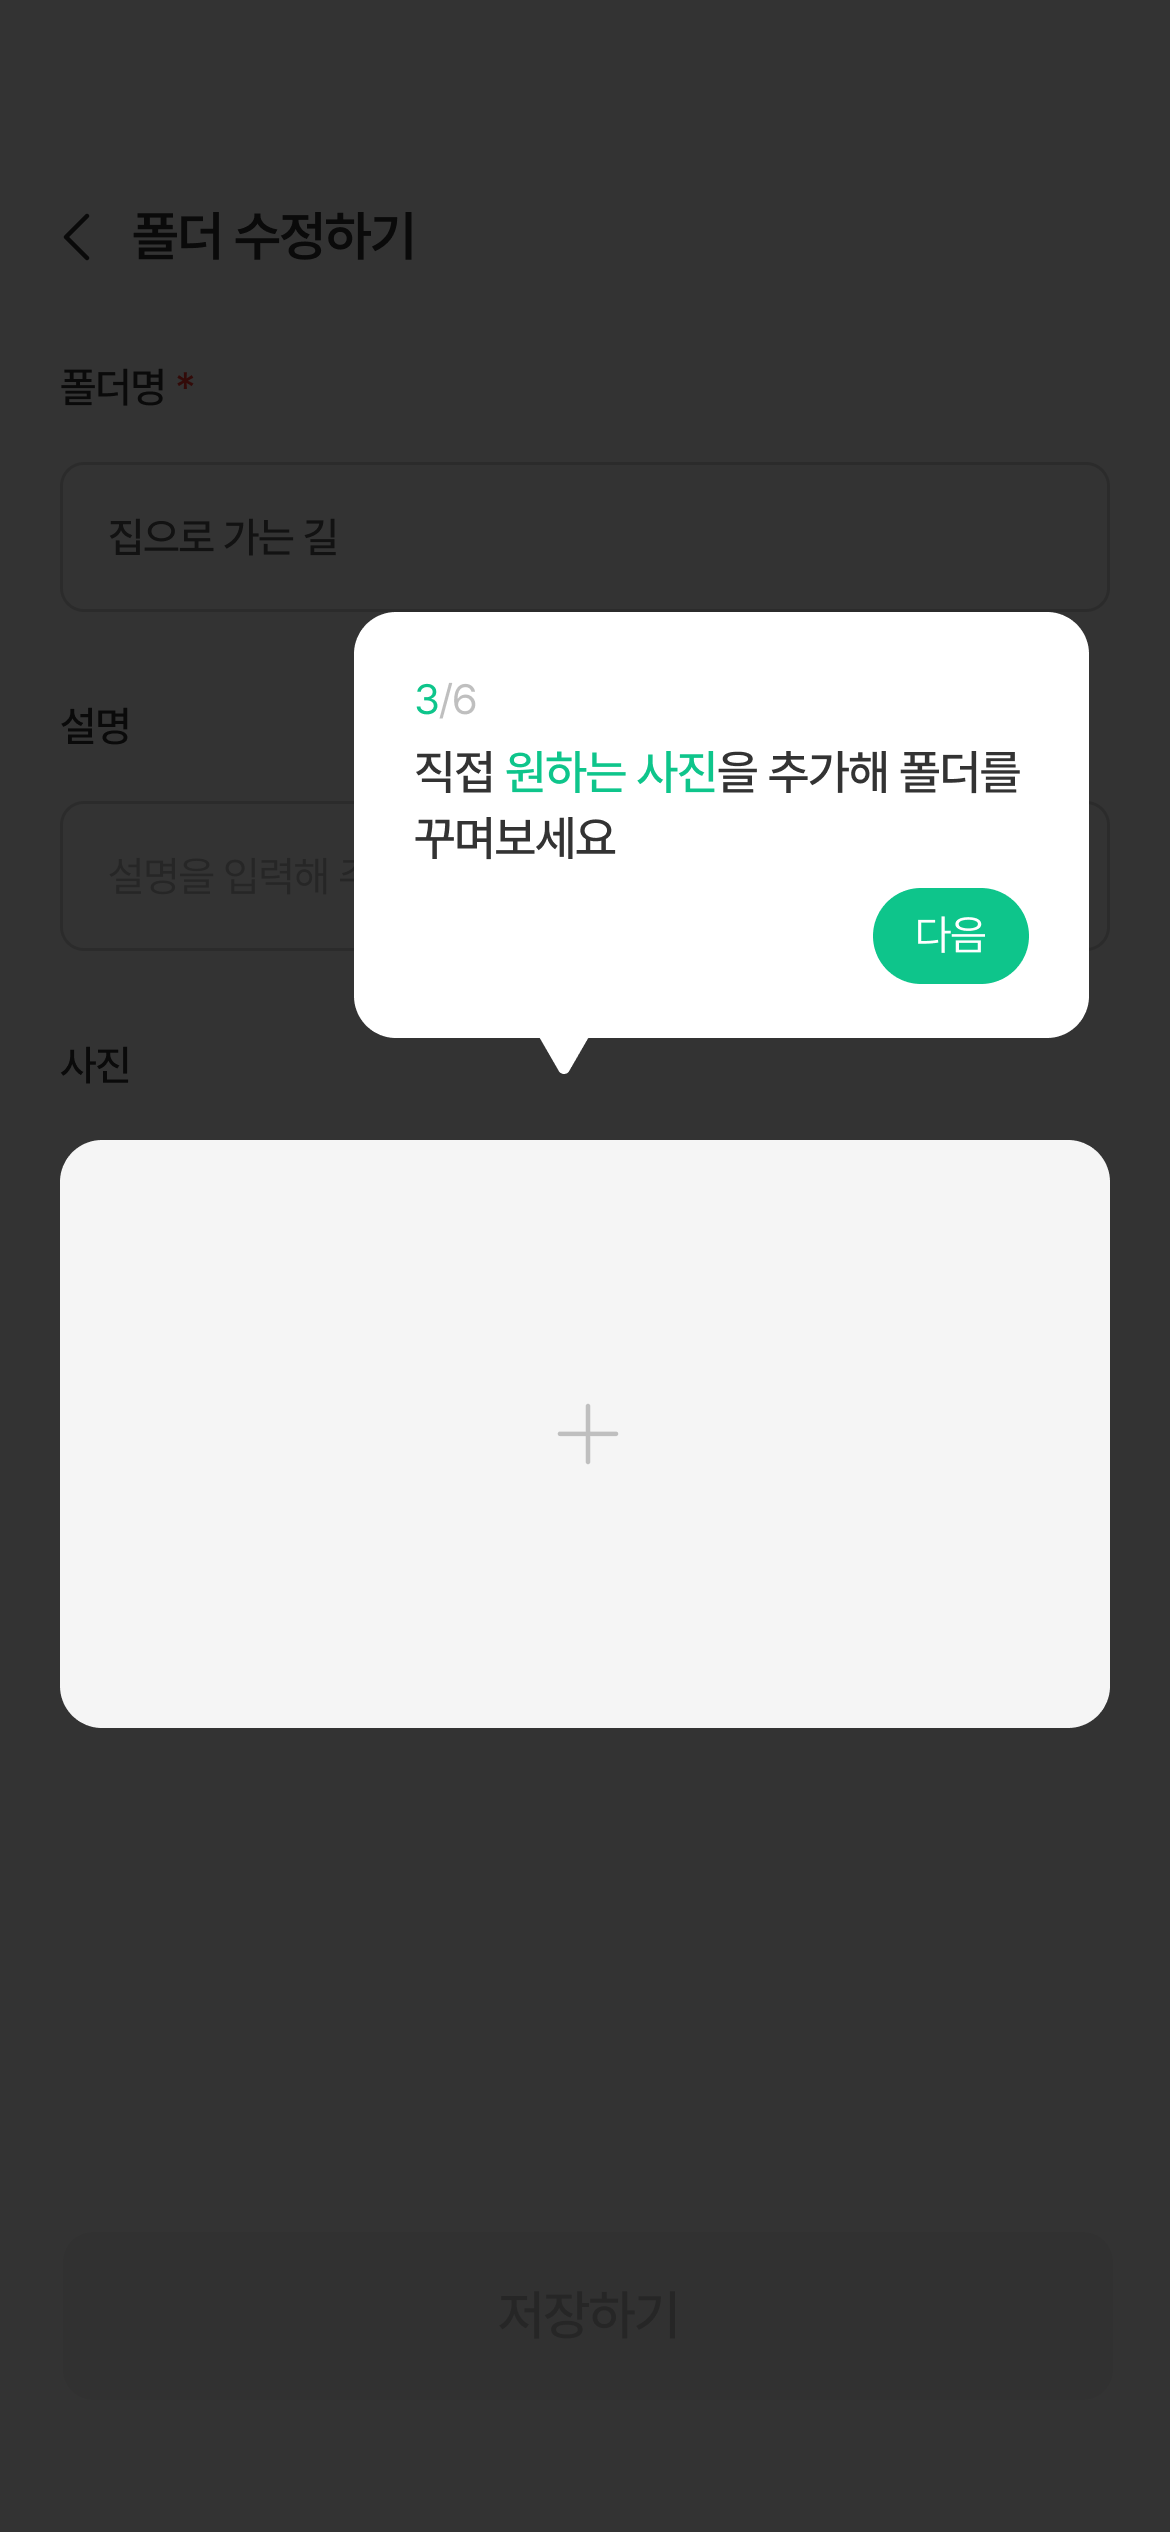 폴더 수정하기
폴더명 *
집으로 가는 길
설명
설명을 입력해
3/6
직접 원하는 사진을 추가해 폴더를
꾸며보세요
다음
사진
저장하기